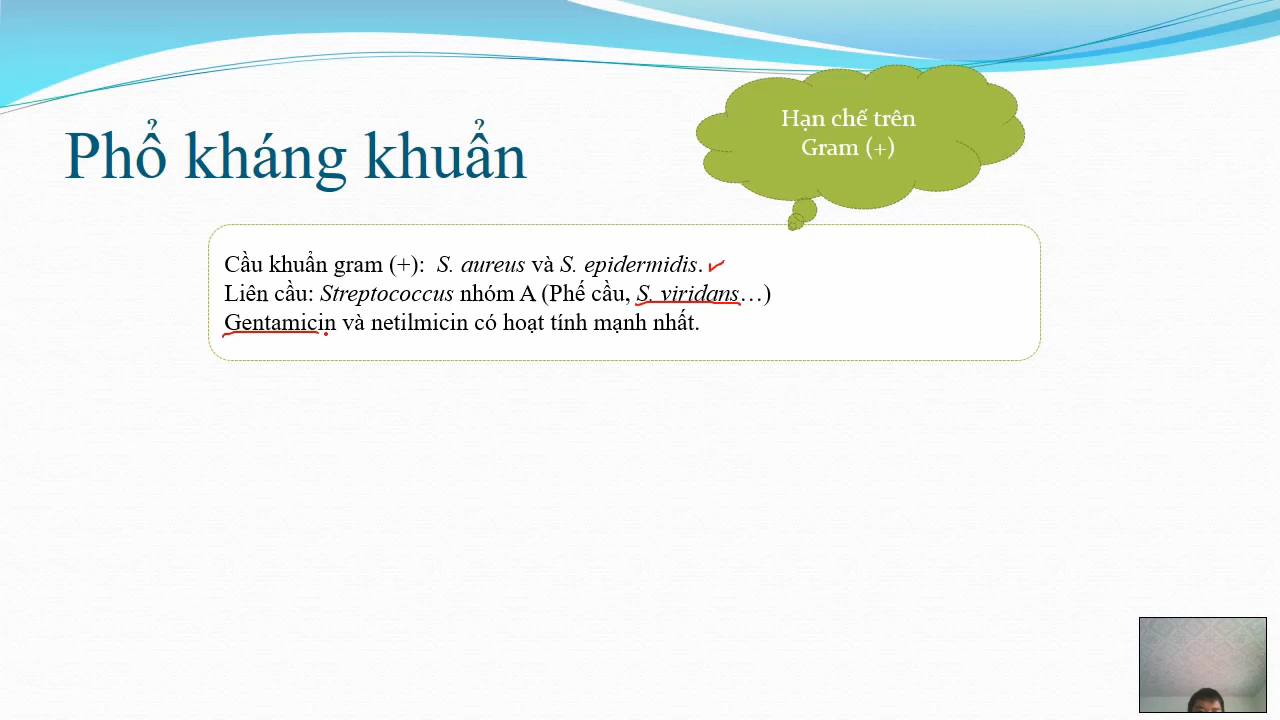 Phổ kháng khuẩn
Hạn chế trên
Gram (+)
Cầu khuẩn gram (+): S. aureus và S. epidermidis.
Liên cầu: Streptococcus nhóm A (Phế cầu, S. viridans…)
Gentamicin và netilmicin có hoạt tính mạnh nhất.